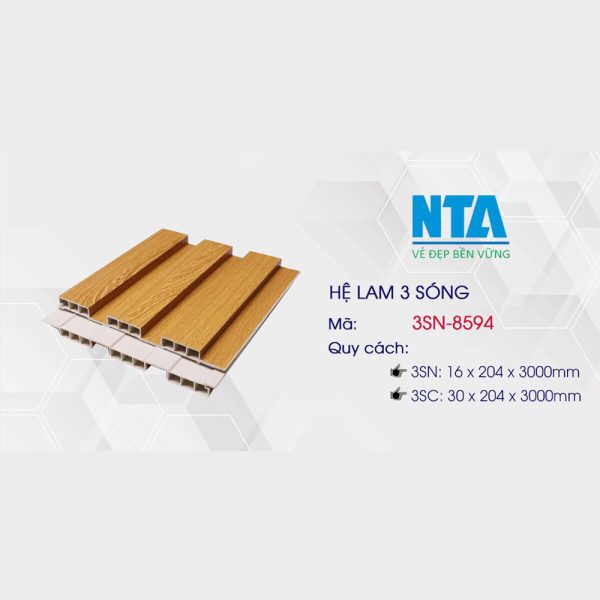 NTA
VẺ ĐẸP BỀN VỮNG
HỆ LAM 3 SÓNG
Mã: 3SN-8594
Quy cách:
3SN: 16 x 204 x 3000mm
3SC: 30 x 204 x 3000mm